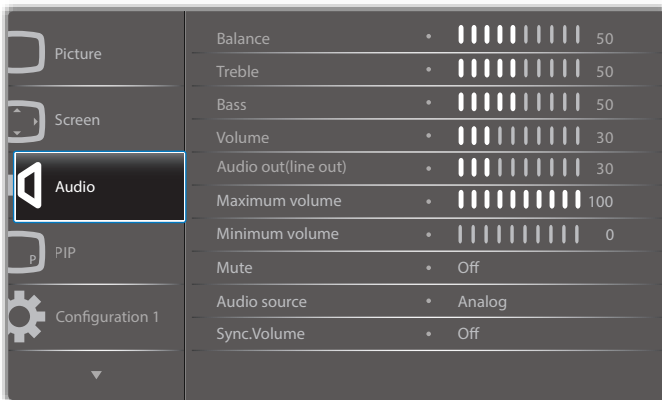 Picture
Screen
Audio
P
PIP
Configuration 1
Balance • 50
Treble • 50
Bass • 50
Volume • 30
Audio out(line out) • 30
Maximum volume • 100
Minimum volume • 0
Mute • Off
Audio source • Analog
Sync.Volume • Off